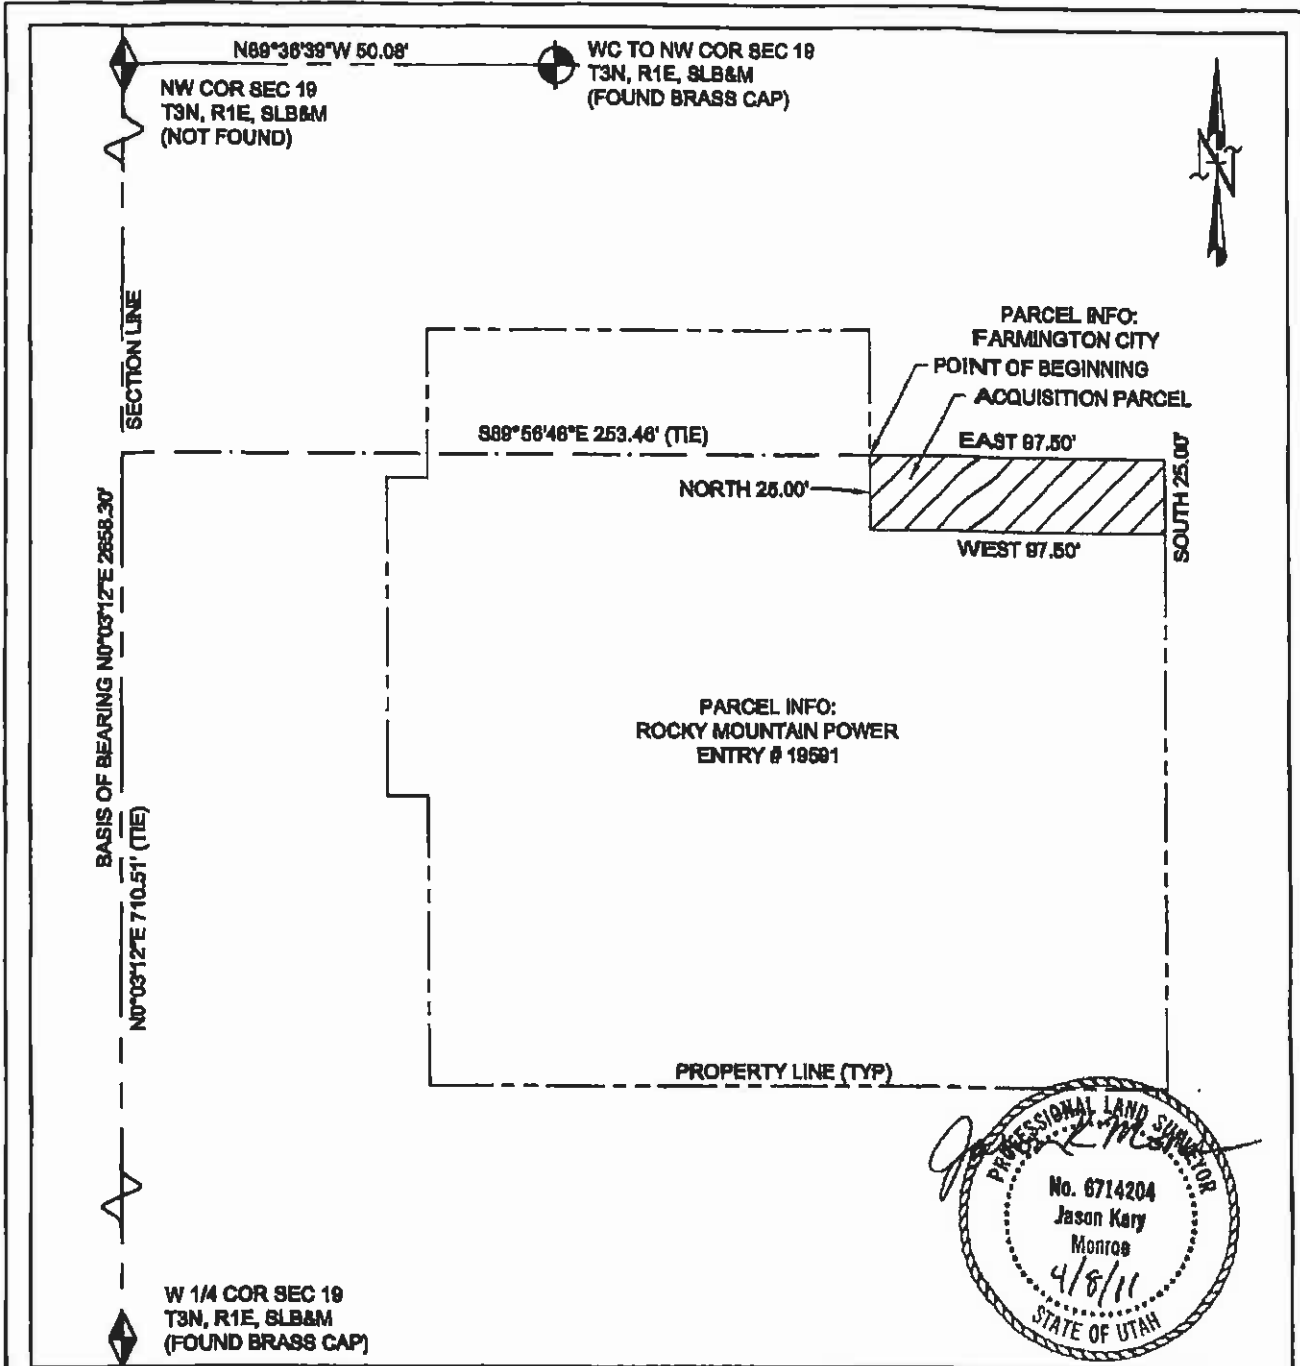 N89°36'39"W 50.08'
WC TO NW COR SEC 19
T3N, R1E, SLB&M
(FOUND BRASS CAP)
NW COR SEC 19
T3N, R1E, SLB&M
(NOT FOUND)
N
SECTION LINE
PARCEL INFO:
FARMINGTON CITY
POINT OF BEGINNING
ACQUISITION PARCEL
S89°56'48"E 253.46' (TIE)
EAST 97.50'
NORTH 25.00'
SOUTH 25.00'
WEST 97.50'
BASIS OF BEARING N0°03'12"E 2658.30'
N0°03'12"E 710.51' (TIE)
PARCEL INFO:
ROCKY MOUNTAIN POWER
ENTRY # 19591
PROPERTY LINE (TYP)
PROFESSIONAL LAND SURVEYOR
No. 6714204
Jason Kary
Monroe
4/8/11
STATE OF UTAH
W 1/4 COR SEC 19
T3N, R1E, SLB&M
(FOUND BRASS CAP)